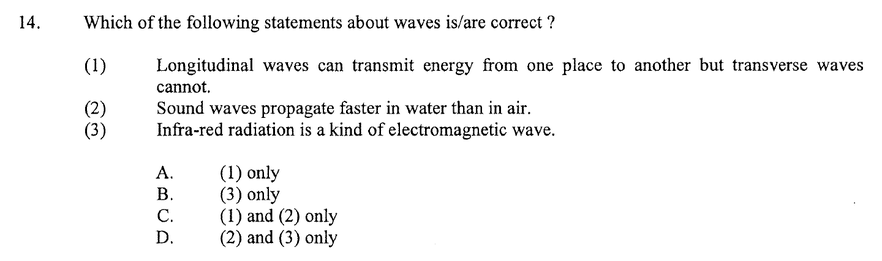 14. Which of the following statements about waves is/are correct ?
(1) Longitudinal waves can transmit energy from one place to another but transverse waves
cannot.
(2) Sound waves propagate faster in water than in air.
(3) Infra-red radiation is a kind of electromagnetic wave.
A. (1) only
B. (3) only
C. (1) and (2) only
D. (2) and (3) only